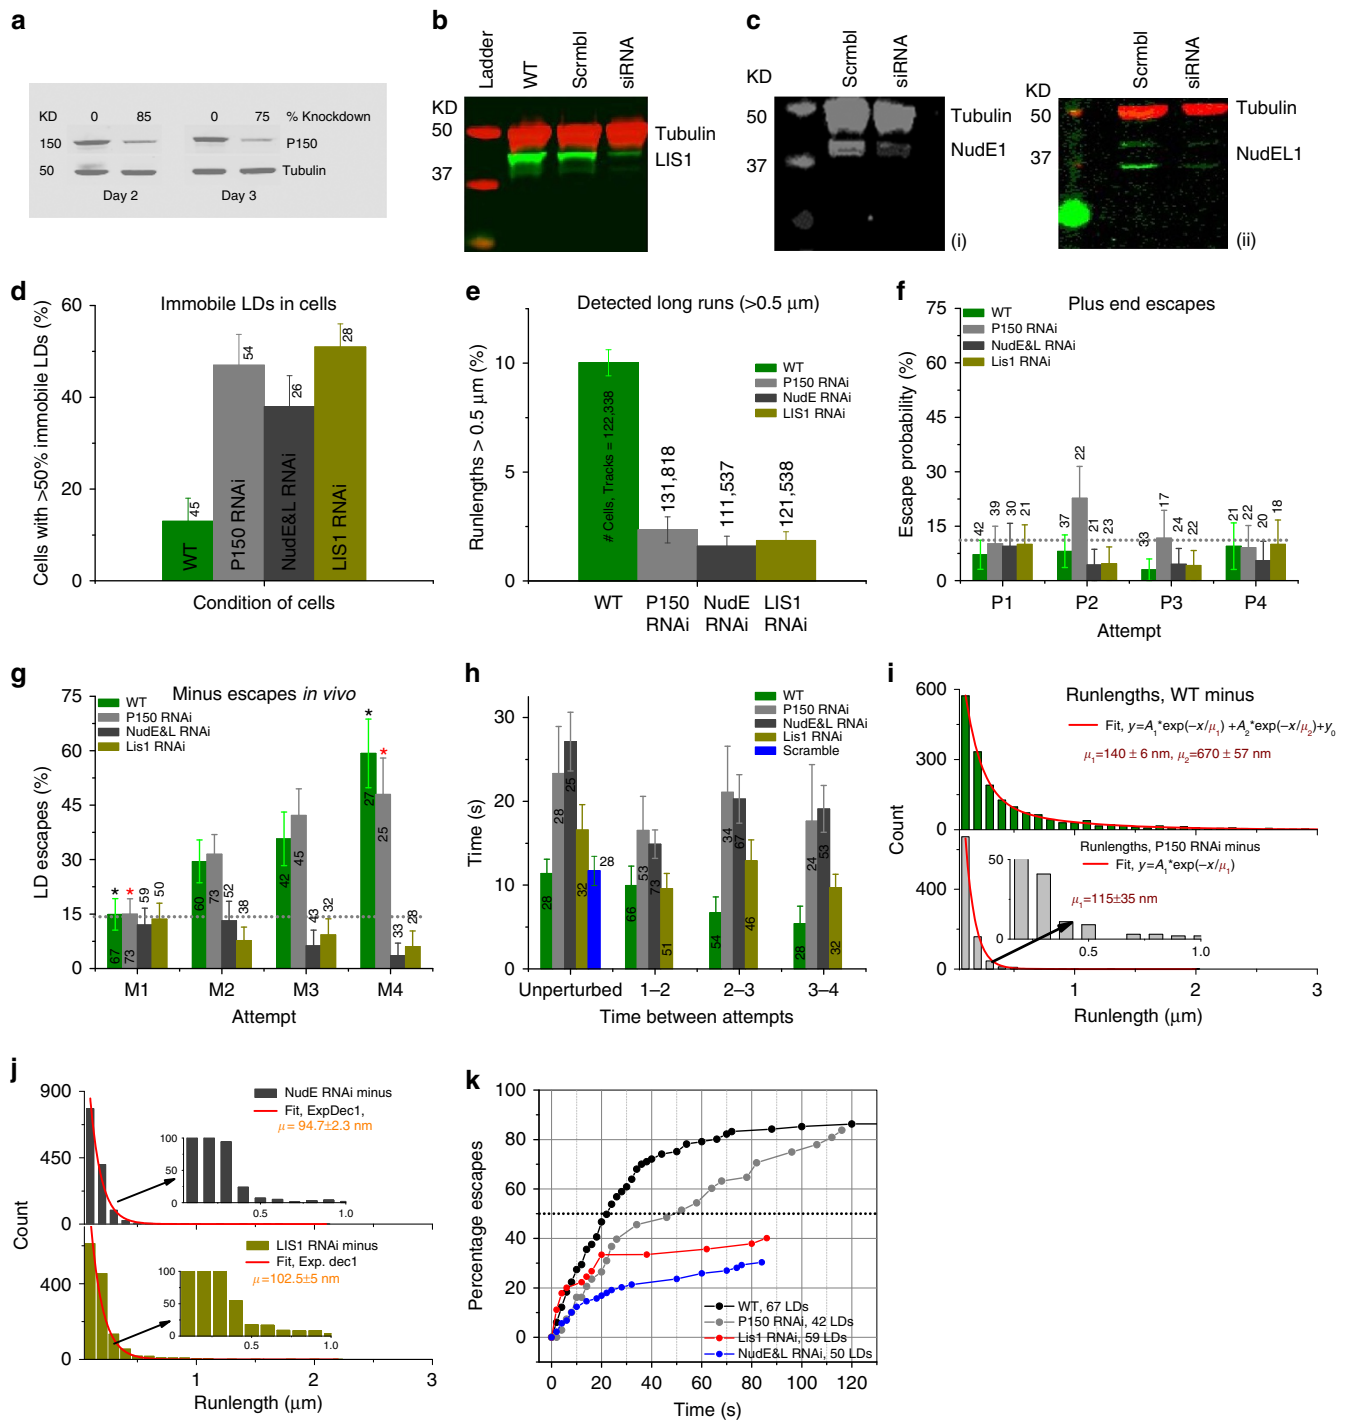 a
KD 0 85 0 75 % Knockdown
150 P150
50 Tubulin
Day 2 Day 3
b
Ladder
WT
Scrmbl
siRNA
KD
50
37
Tubulin
LIS1
c
Scrmbl
siRNA
KD
50
37
Tubulin
NudE1
(i)
Scrmbl
siRNA
KD
50
37
Tubulin
NudEL1
(ii)
d
Immobile LDs in cells
Cells with >50% immobile LDs (%)
60
40
20
0
45
54
26
28
WT
P150 RNAi
NudE&L RNAi
LIS1 RNAi
Condition of cells
e
Detected long runs (>0.5 μm)
Runlengths > 0.5 μm (%)
10
5
0
WT
P150 RNAi
NudE RNAi
LIS1 RNAi
# Cells, Tracks = 122,338
131,818
111,537
121,538
WT P150 NudE LIS1
RNAi RNAi RNAi
f
Plus end escapes
WT
P150 RNAi
NudE&L RNAi
Lis1 RNAi
Escape probability (%)
75
60
45
30
15
0
42 39 30 21
37 22 21 23
33 17 24 22
21 22 20 18
P1 P2 P3 P4
Attempt
g
Minus escapes in vivo
WT
P150 RNAi
NudE&L RNAi
Lis1 RNAi
LD escapes (%)
75
60
45
30
15
0
* * * *
67 73 59 50
60 73 52 38
42 45 43 32
27 25 33 28
M1 M2 M3 M4
Attempt
h
WT
P150 RNAi
NudE&L RNAi
Lis1 RNAi
Scramble
Time (s)
30
20
10
0
28 28 25 32 28
66 53 73 51
54 34 67 46
28 24 53 32
Unperturbed 1–2 2–3 3–4
Time between attempts
i
Runlengths, WT minus
Fit, y=A1*exp(−x/μ1) +A2*exp(−x/μ2)+y0
μ1=140 ± 6 nm, μ2=670 ± 57 nm
600
300
0
Count
Runlengths, P150 RNAi minus
Fit, y=A1*exp(−x/μ1)
μ1=115±35 nm
50
0
0.5 1.0
400
0
1 2 3
Runlength (μm)
j
900
450
0
NudE RNAi minus
Fit, ExpDec1,
μ= 94.7±2.3 nm
100
50
0
0.5 1.0
Count
LIS1 RNAi minus
Fit, Exp. dec1
μ=102.5±5 nm
100
50
0
0.5 1.0
400
0
1 2 3
Runlength (μm)
k
Percentage escapes
100
80
60
40
20
0
WT, 67 LDs
P150 RNAi, 42 LDs
Lis1 RNAi, 59 LDs
NudE&L RNAi, 50 LDs
0 20 40 60 80 100 120
Time (s)